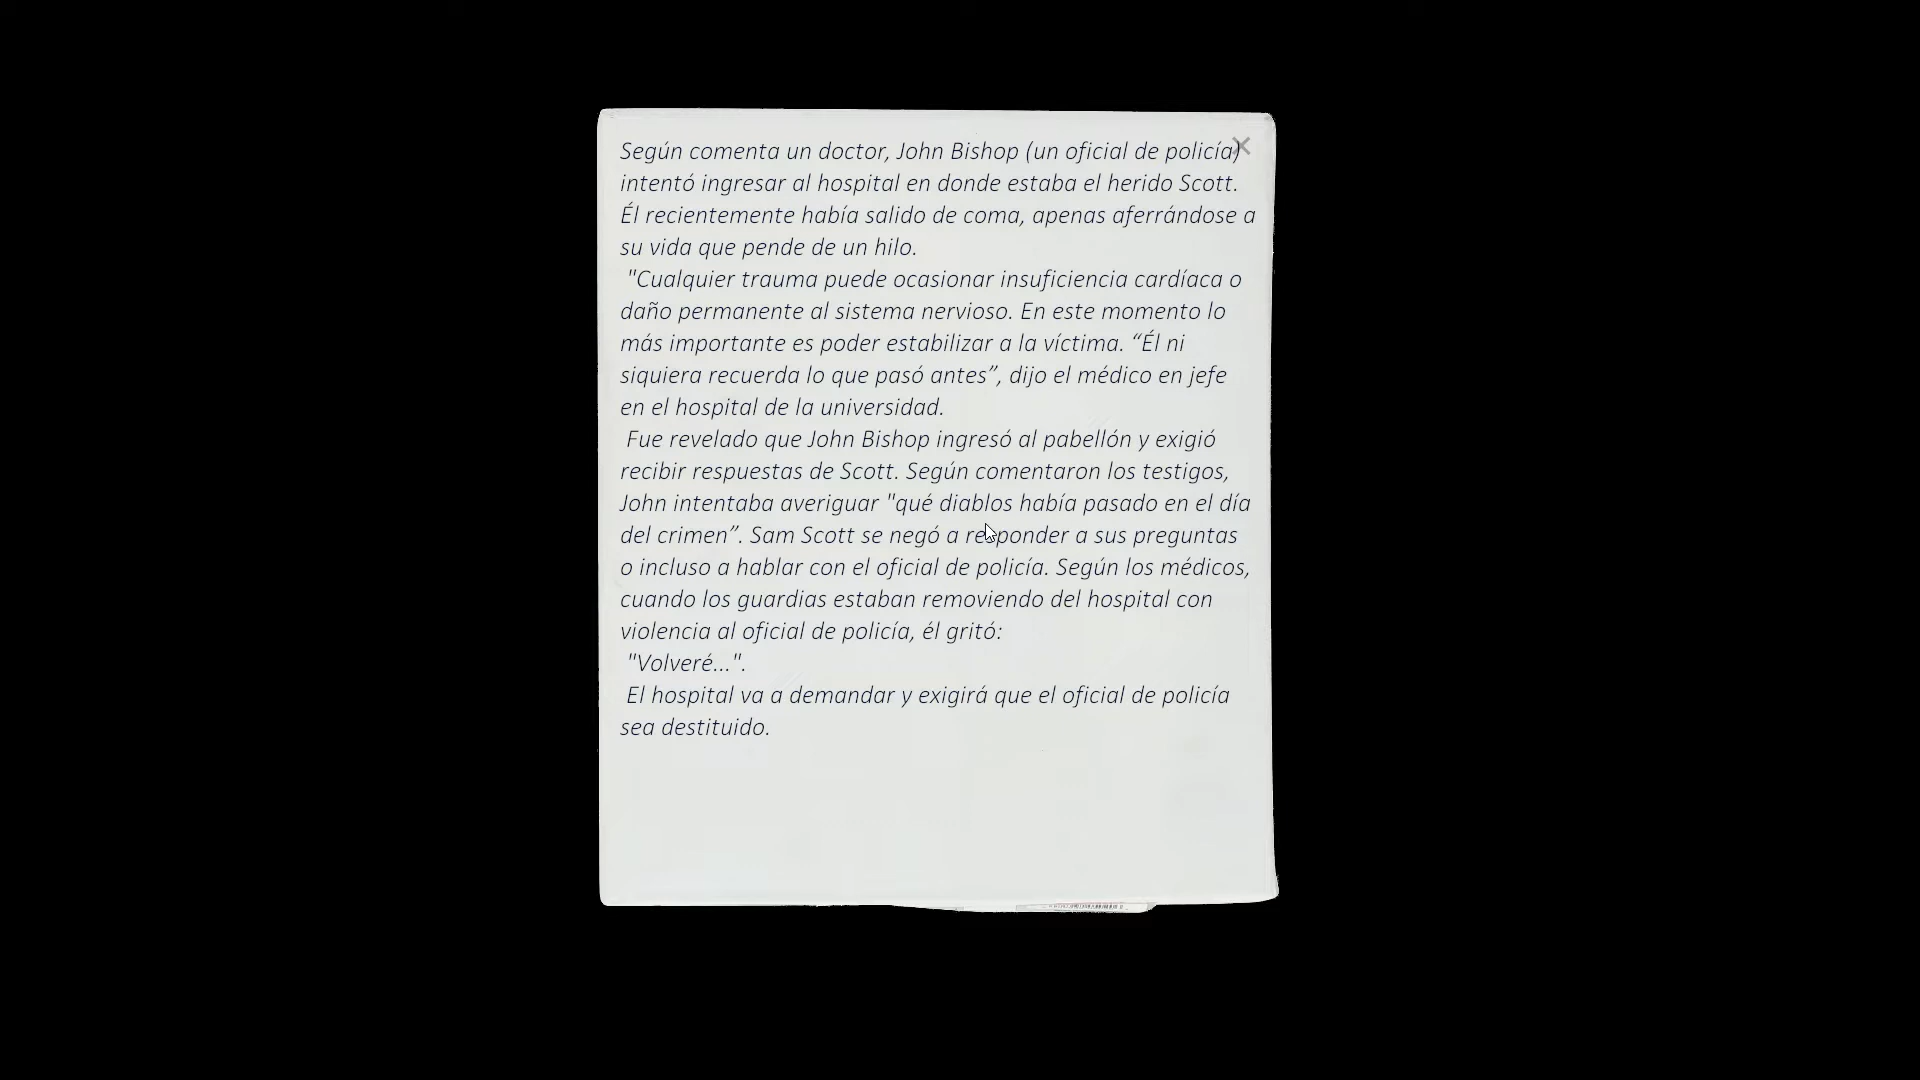 Según comenta un doctor, John Bishop (un oficial de policía)
intentó ingresar al hospital en donde estaba el herido Scott.
Él recientemente había salido de coma, apenas aferrándose a
su vida que pende de un hilo.
"Cualquier trauma puede ocasionar insuficiencia cardíaca o
daño permanente al sistema nervioso. En este momento lo
más importante es poder estabilizar a la víctima. “Él ni
siquiera recuerda lo que pasó antes”, dijo el médico en jefe
en el hospital de la universidad.
Fue revelado que John Bishop ingresó al pabellón y exigió
recibir respuestas de Scott. Según comentaron los testigos,
John intentaba averiguar "qué diablos había pasado en el día
del crimen”. Sam Scott se negó a responder a sus preguntas
o incluso a hablar con el oficial de policía. Según los médicos,
cuando los guardias estaban removiendo del hospital con
violencia al oficial de policía, él gritó:
"Volveré...".
El hospital va a demandar y exigirá que el oficial de policía
sea destituido.